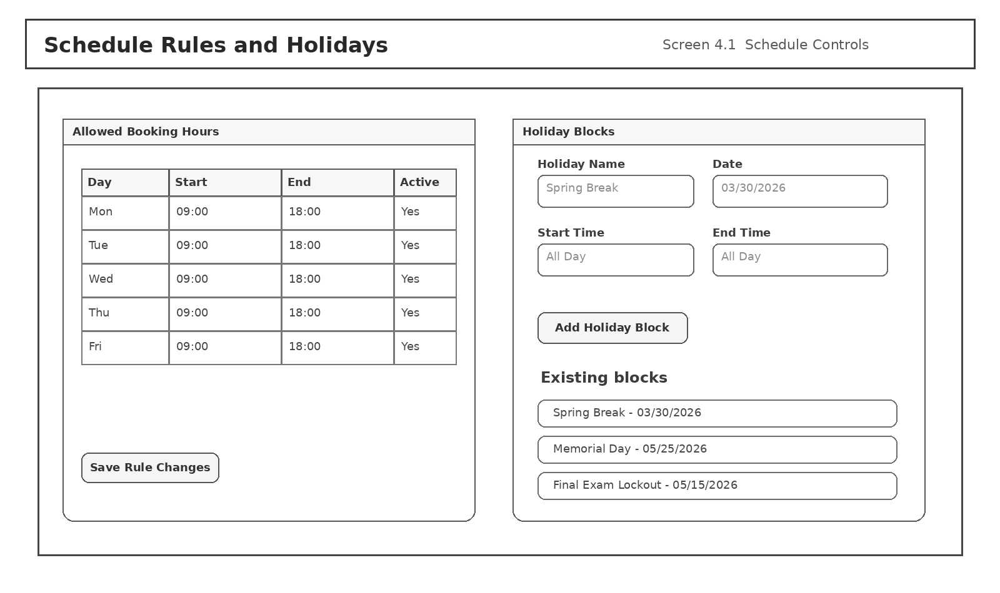 Schedule Rules and Holidays
Screen 4.1  Schedule Controls
Allowed Booking Hours
Day Start End Active
Mon 09:00 18:00 Yes
Tue 09:00 18:00 Yes
Wed 09:00 18:00 Yes
Thu 09:00 18:00 Yes
Fri 09:00 18:00 Yes
Save Rule Changes
Holiday Blocks
Holiday Name Date
Spring Break 03/30/2026
Start Time End Time
All Day All Day
Add Holiday Block
Existing blocks
Spring Break - 03/30/2026
Memorial Day - 05/25/2026
Final Exam Lockout - 05/15/2026